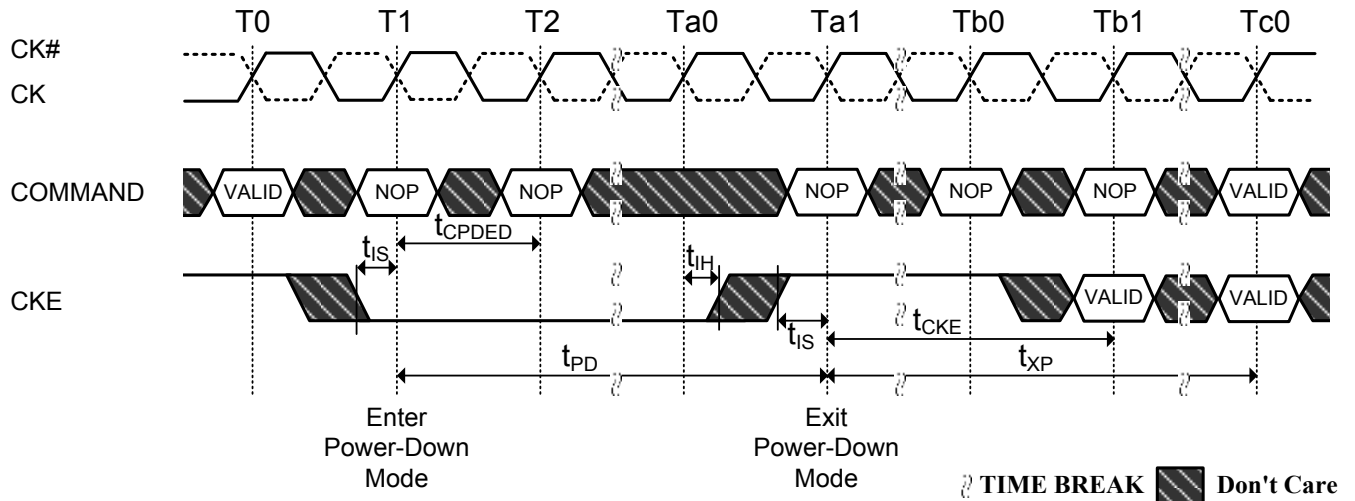 T0 T1 T2 Ta0 Ta1 Tb0 Tb1 Tc0
CK#
CK
COMMAND VALID NOP NOP NOP NOP NOP VALID
tCPDED
tIS tIH
CKE VALID VALID
tIS tCKE
tPD tXP
Enter
Power-Down
Mode
Exit
Power-Down
Mode
TIME BREAK Don't Care